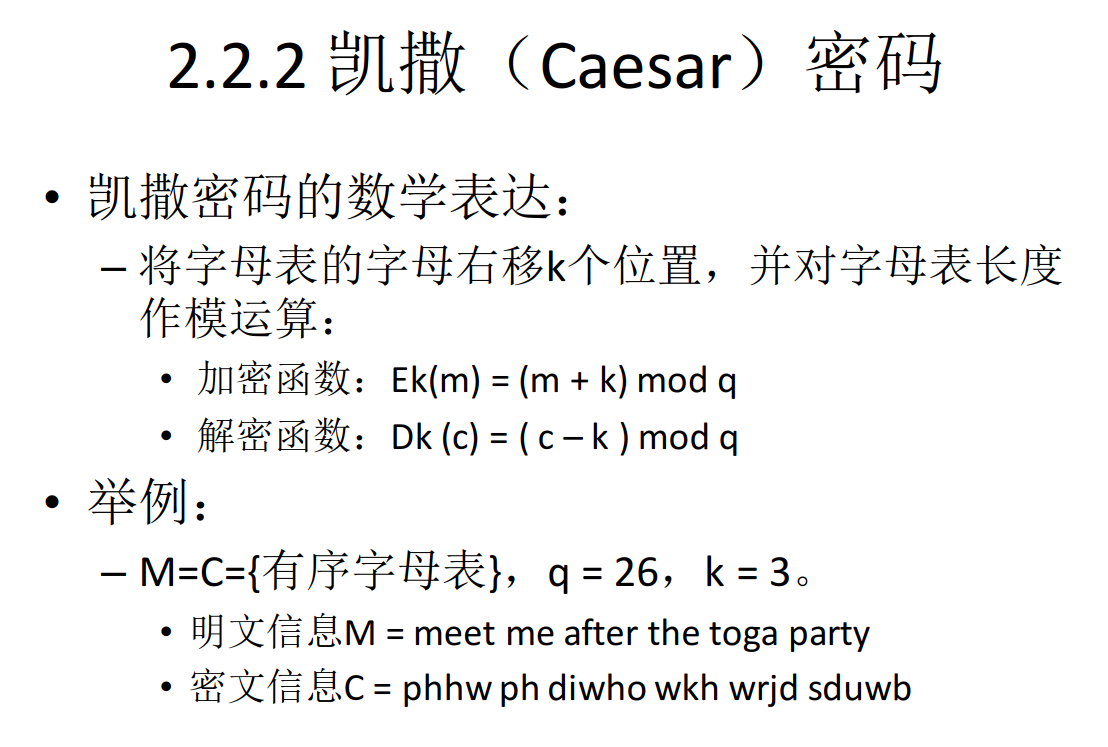 2.2.2 凯撒（Caesar）密码
• 凯撒密码的数学表达：
– 将字母表的字母右移k个位置，并对字母表长度
作模运算：
• 加密函数：Ek(m) = (m + k) mod q
• 解密函数：Dk (c) = ( c – k ) mod q
• 举例：
– M=C={有序字母表}，q = 26，k = 3。
• 明文信息M = meet me after the toga party
• 密文信息C = phhw ph diwho wkh wrjd sduwb